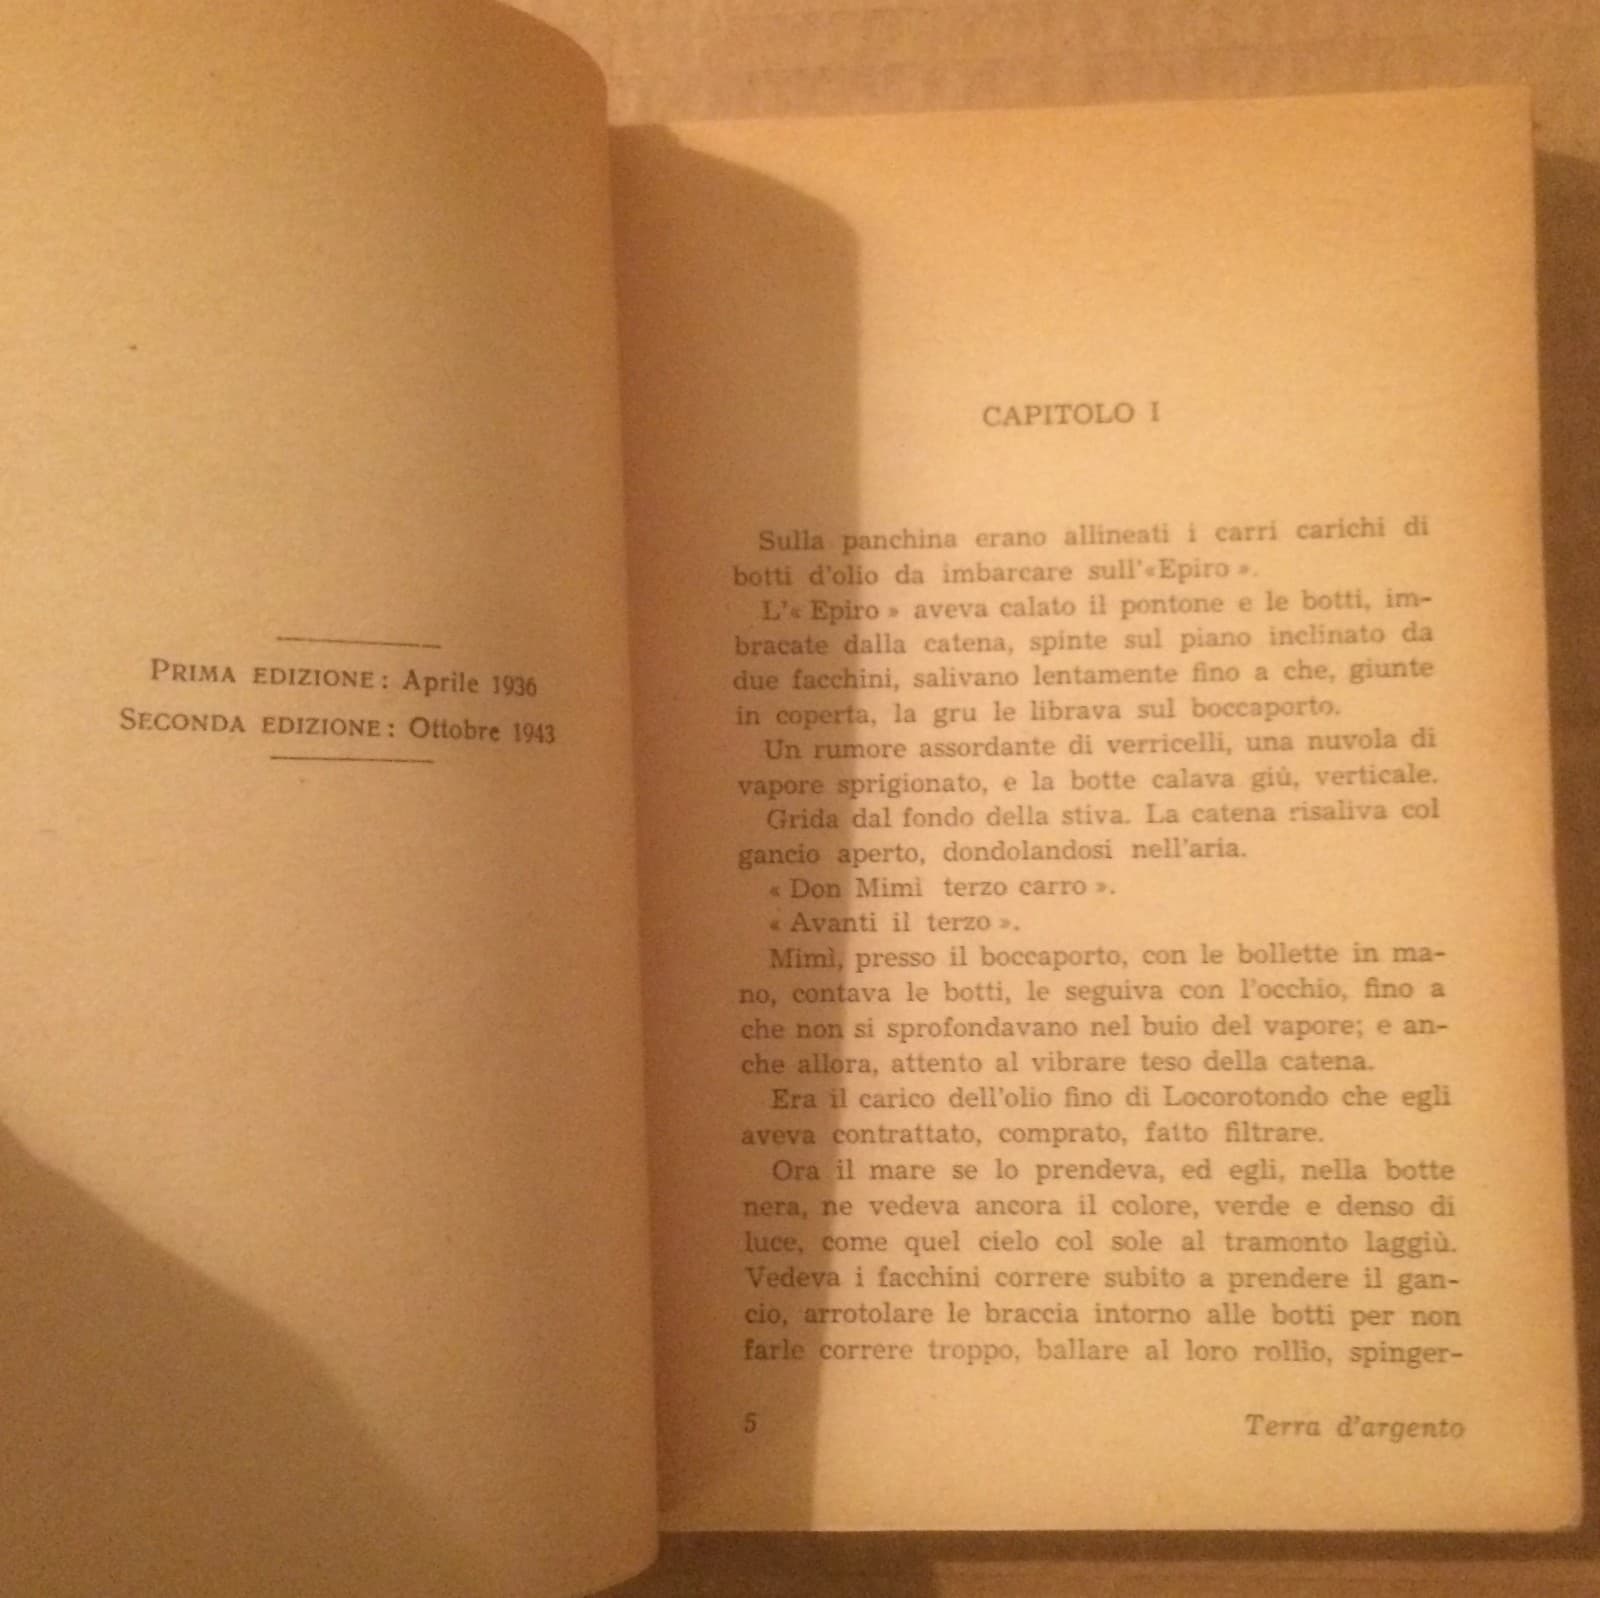 PRIMA EDIZIONE: Aprile 1936
SECONDA EDIZIONE: Ottobre 1943
CAPITOLO I
Sulla panchina erano allineati i carri carichi di
botti d'olio da imbarcare sull'«Epiro».
L'« Epiro » aveva calato il pontone e le botti, im-
bracate dalla catena, spinte sul piano inclinato da
due facchini, salivano lentamente fino a che, giunte
in coperta, la gru le librava sul boccaporto.
Un rumore assordante di verricelli, una nuvola di
vapore sprigionato, e la botte calava giù, verticale.
Grida dal fondo della stiva. La catena risaliva col
gancio aperto, dondolandosi nell'aria.
« Don Mimì terzo carro ».
« Avanti il terzo ».
Mimì, presso il boccaporto, con le bollette in ma-
no, contava le botti, le seguiva con l'occhio, fino a
che non si sprofondavano nel buio del vapore; e an-
che allora, attento al vibrare teso della catena.
Era il carico dell'olio fino di Locorotondo che egli
aveva contrattato, comprato, fatto filtrare.
Ora il mare se lo prendeva, ed egli, nella botte
nera, ne vedeva ancora il colore, verde e denso di
luce, come quel cielo col sole al tramonto laggiù.
Vedeva i facchini correre subito a prendere il gan-
cio, arrotolare le braccia intorno alle botti per non
farle correre troppo, ballare al loro rollio, spinger-
5 Terra d'argento